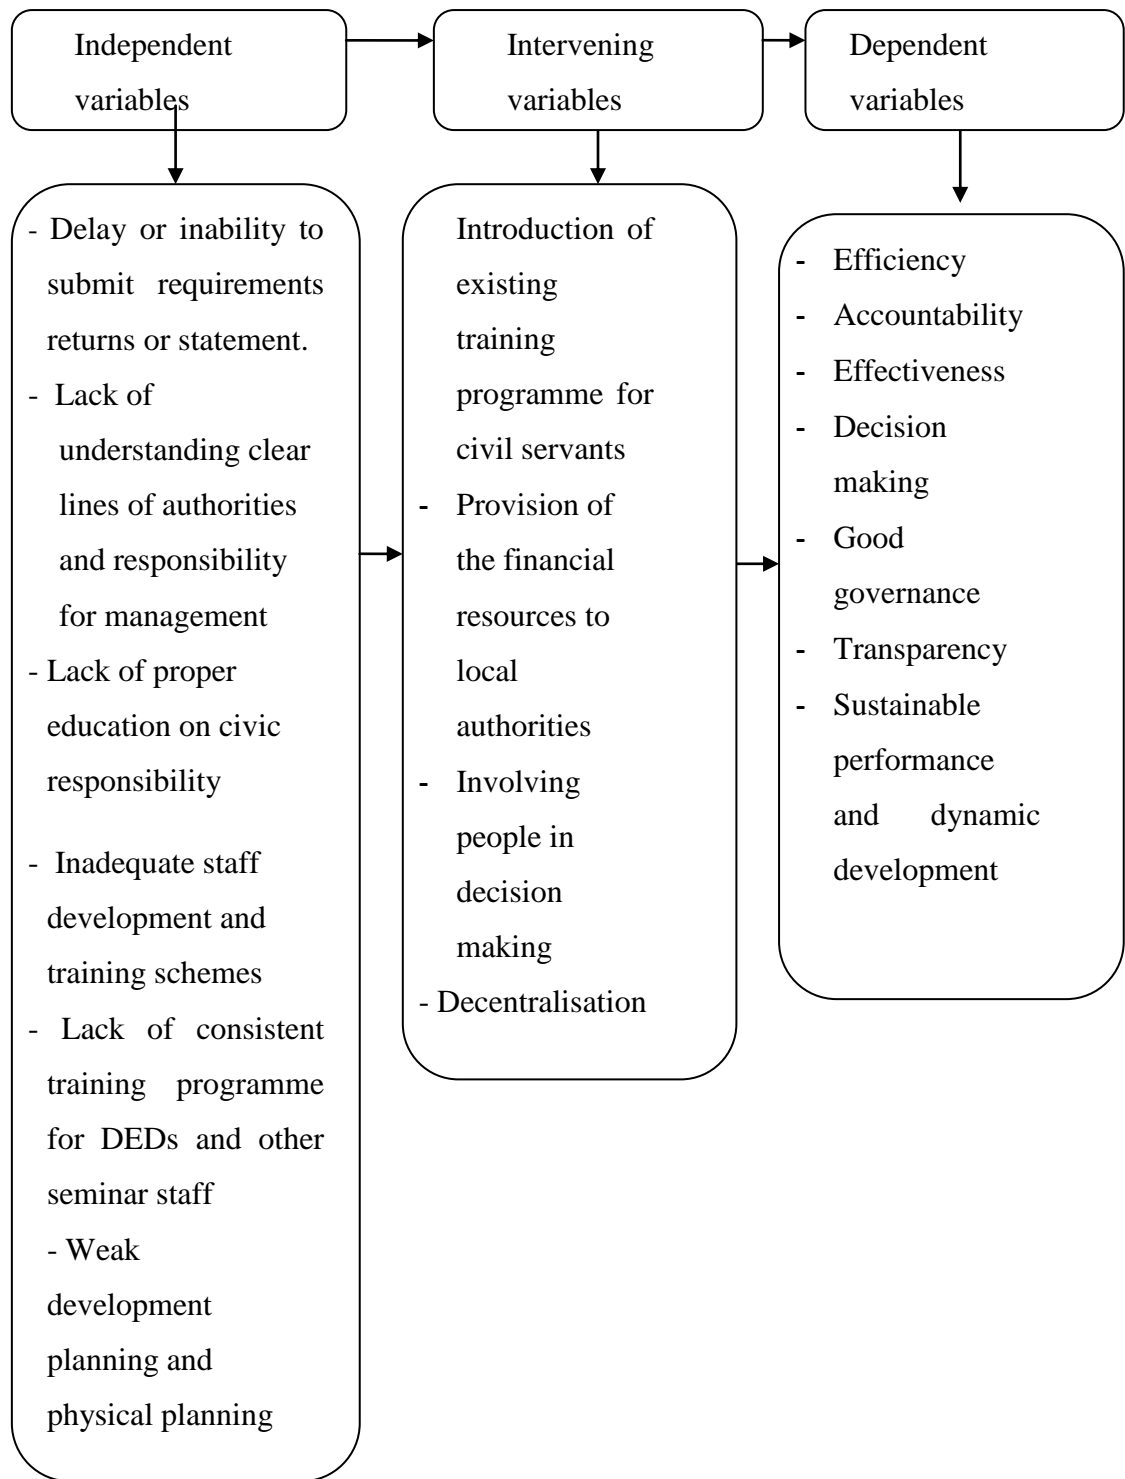 Independent
variables
Intervening
variables
Dependent
variables
- Delay or inability to
submit requirements
returns or statement.
- Lack of
understanding clear
lines of authorities
and responsibility
for management
- Lack of proper
education on civic
responsibility
- Inadequate staff
development and
training schemes
- Lack of consistent
training programme
for DEDs and other
seminar staff
- Weak
development
planning and
physical planning
Introduction of
existing
training
programme for
civil servants
- Provision of
the financial
resources to
local
authorities
- Involving
people in
decision
making
- Decentralisation
- Efficiency
- Accountability
- Effectiveness
- Decision
making
- Good
governance
- Transparency
- Sustainable
performance
and dynamic
development